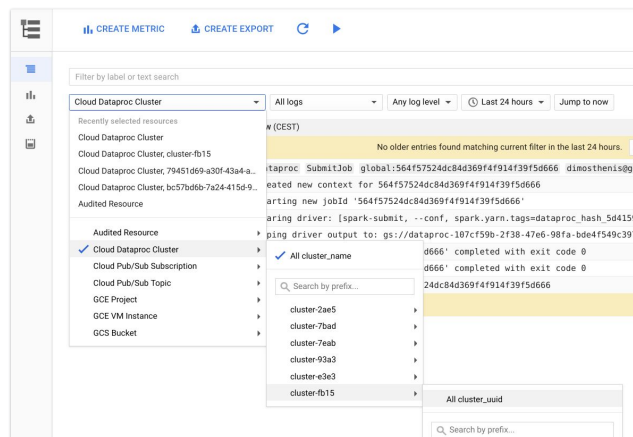 CREATE METRIC CREATE EXPORT
Filter by label or text search
Cloud Dataproc Cluster All logs Any log level Last 24 hours Jump to now
Recently selected resources
Cloud Dataproc Cluster
Cloud Dataproc Cluster, cluster-fb15
Cloud Dataproc Cluster, 79451d69-a30f-43a4-a...
Cloud Dataproc Cluster, bc57bd6b-7a24-415d-9...
Audited Resource
Audited Resource
Cloud Dataproc Cluster
Cloud Pub/Sub Subscription
Cloud Pub/Sub Topic
GCE Project
GCE VM Instance
GCS Bucket
w (CEST)
No older entries found matching current filter in the last 24 hours.
ataproc SubmitJob global:564f57524dc84d369f4f914f39f5d666 dimosthenis@g
eated new context for 564f57524dc84d369f4f914f39f5d666
arting new jobId '564f57524dc84d369f4f914f39f5d666'
aring driver: [spark-submit, --conf, spark.yarn.tags=dataproc_hash_5d4159
ping driver output to: gs://dataproc-107cf59b-2f38-47e6-98fa-bde4f549c397
d666' completed with exit code 0
d666' completed with exit code 0
24dc84d369f4f914f39f5d666
All cluster_name
Search by prefix...
cluster-2ae5
cluster-7bad
cluster-7eab
cluster-93a3
cluster-e3e3
cluster-fb15
All cluster_uuid
Search by prefix...